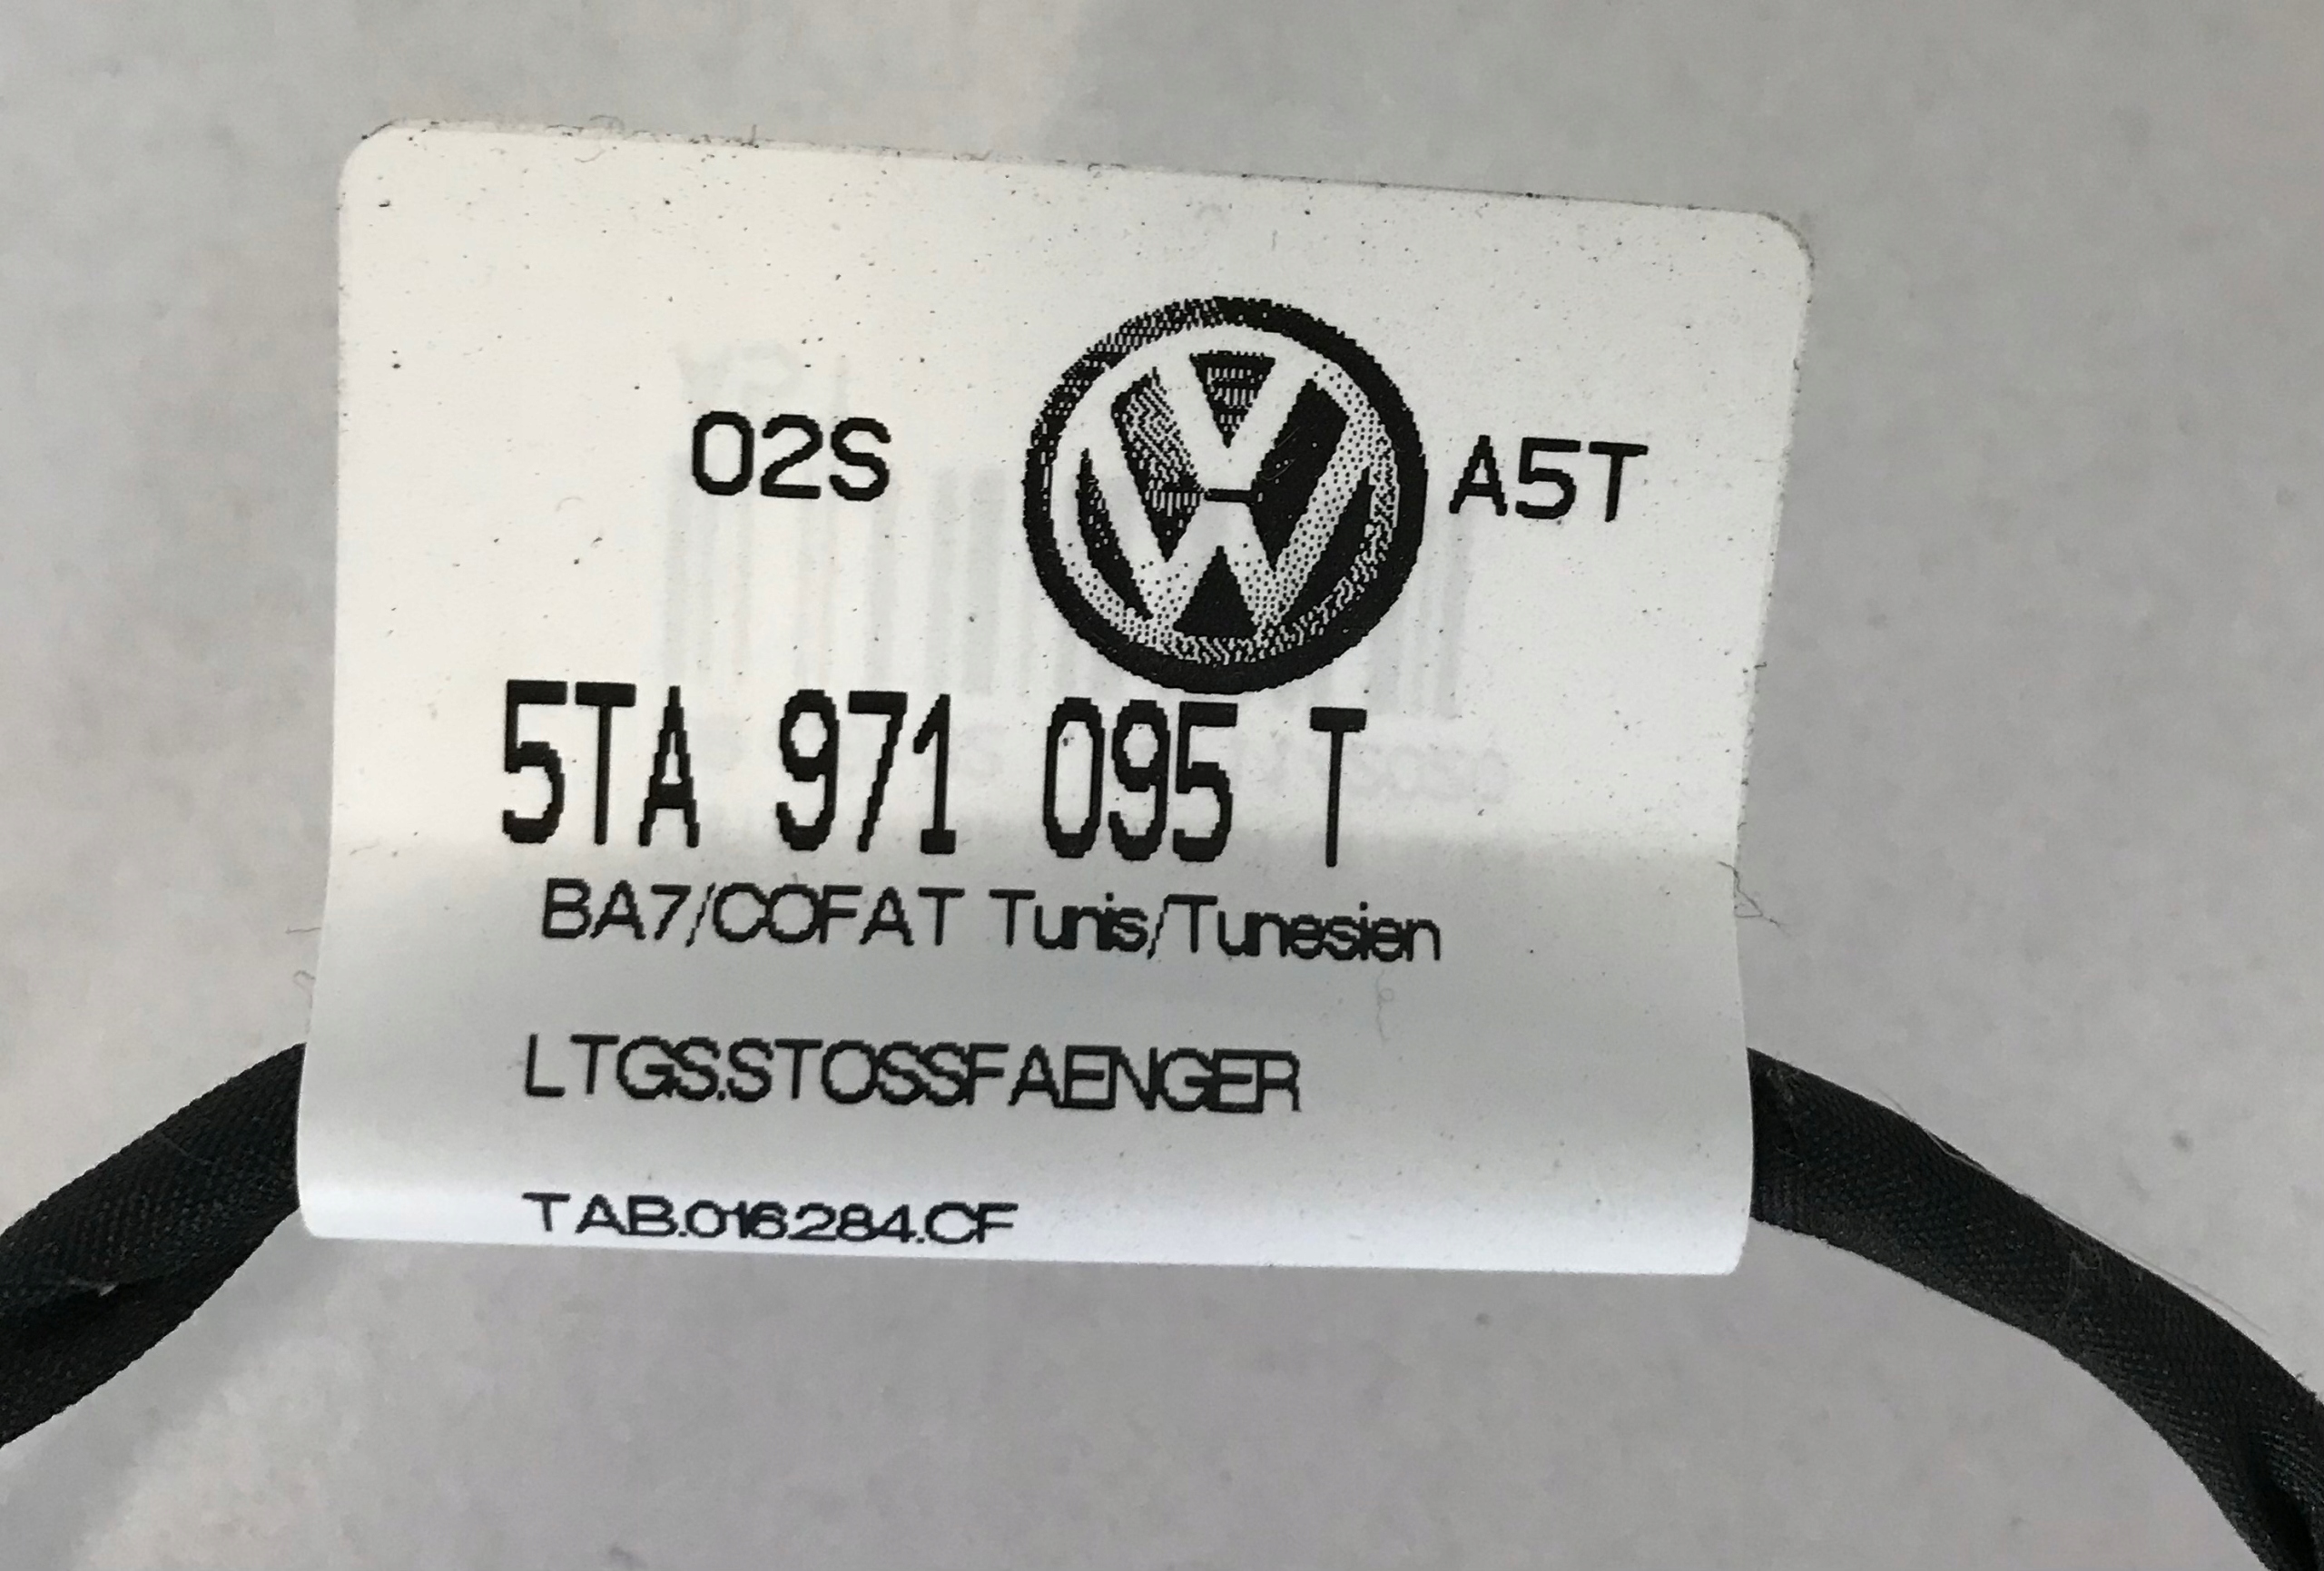 02S A5T
5TA 971 095 T
BA7/COFAT Tunis/Tunesien
LTGS.STOSSFAENGER
TAB.016.284.CF